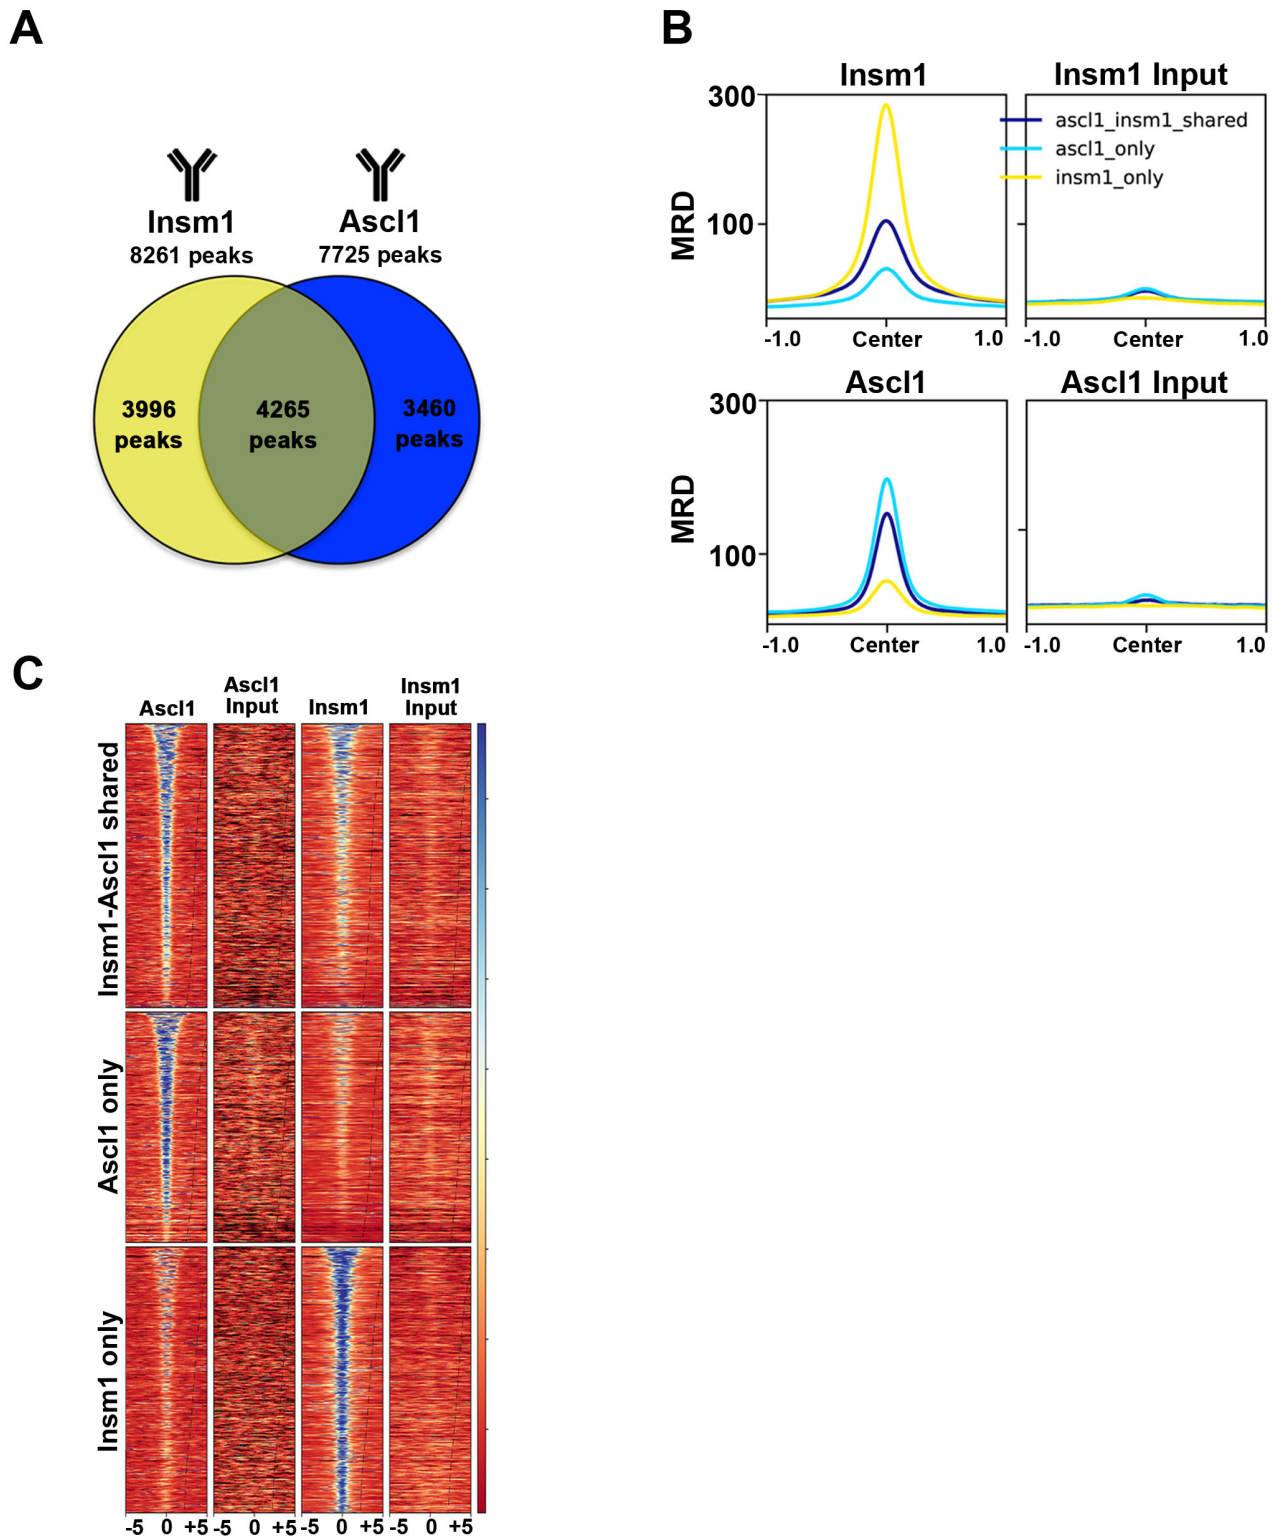 A
Insm1
8261 peaks
Ascl1
7725 peaks
3996
peaks
4265
peaks
3460
peaks
B
Insm1
Insm1 Input
300
100
MRD
ascl1_insm1_shared
ascl1_only
insm1_only
-1.0 Center 1.0
-1.0 Center 1.0
Ascl1
Ascl1 Input
300
100
MRD
-1.0 Center 1.0
-1.0 Center 1.0
C
Ascl1
Ascl1
Input
Insm1
Insm1
Input
Insm1-Ascl1 shared
Ascl1 only
Insm1 only
-5 0 +5
-5 0 +5
-5 0 +5
-5 0 +5